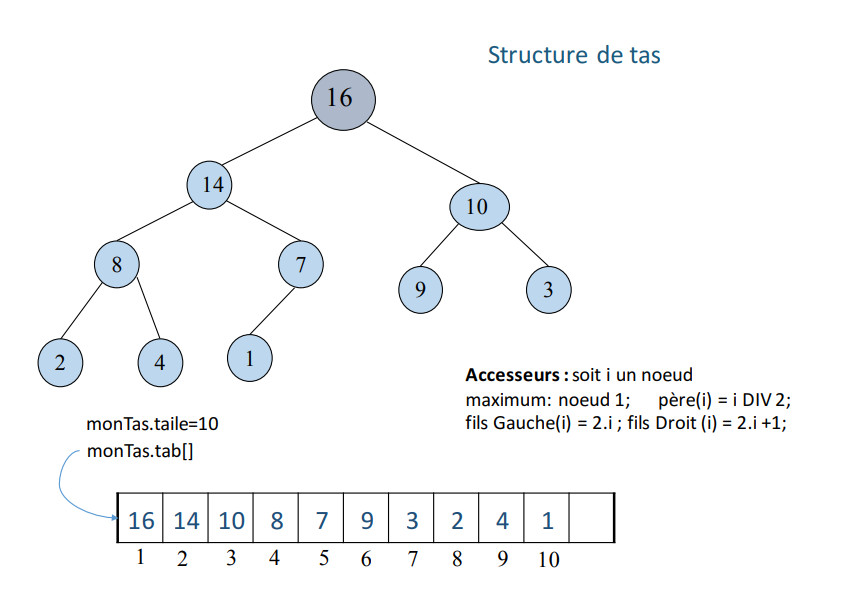 Structure de tas
16
14
10
8
7
9
3
2
4
1
Accesseurs : soit i un noeud
maximum: noeud 1; père(i) = i DIV 2;
fils Gauche(i) = 2.i ; fils Droit (i) = 2.i +1;
monTas.taile=10
monTas.tab[]
16 14 10 8 7 9 3 2 4 1
1 2 3 4 5 6 7 8 9 10